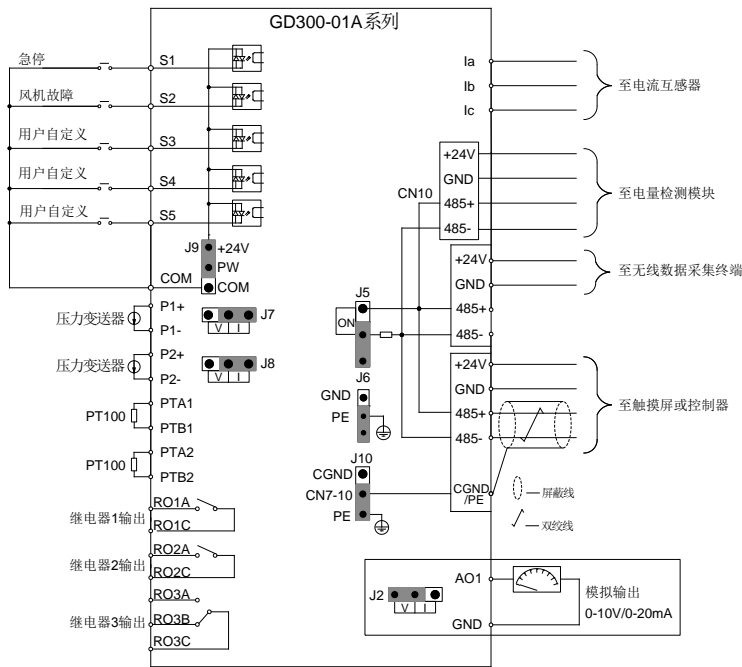 GD300-01A系列
急停
S1
风机故障
S2
用户自定义
S3
用户自定义
S4
用户自定义
S5
J9
+24V
PW
COM
COM
压力变送器
P1+
P1-
J7
V I
压力变送器
P2+
P2-
J8
V I
PT100
PTA1
PTB1
PT100
PTA2
PTB2
继电器1输出
RO1A
RO1C
继电器2输出
RO2A
RO2C
继电器3输出
RO3A
RO3B
RO3C
Ia
Ib
Ic
至电流互感器
CN10
+24V
GND
485+
485-
至电量检测模块
+24V
GND
485+
485-
至无线数据采集终端
J5
ON
J6
GND
PE
+24V
GND
485+
485-
CGND
/PE
至触摸屏或控制器
J10
CGND
CN7-10
PE
屏蔽线
双绞线
J2
V I
AO1
GND
模拟输出
0-10V/0-20mA